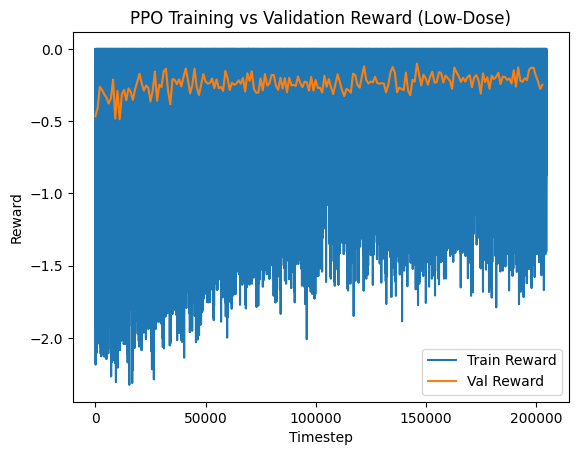 PPO Training vs Validation Reward (Low-Dose)
0.0
−0.5
−1.0
−1.5
−2.0
Reward
0
50000
100000
150000
200000
Timestep
Train Reward
Val Reward